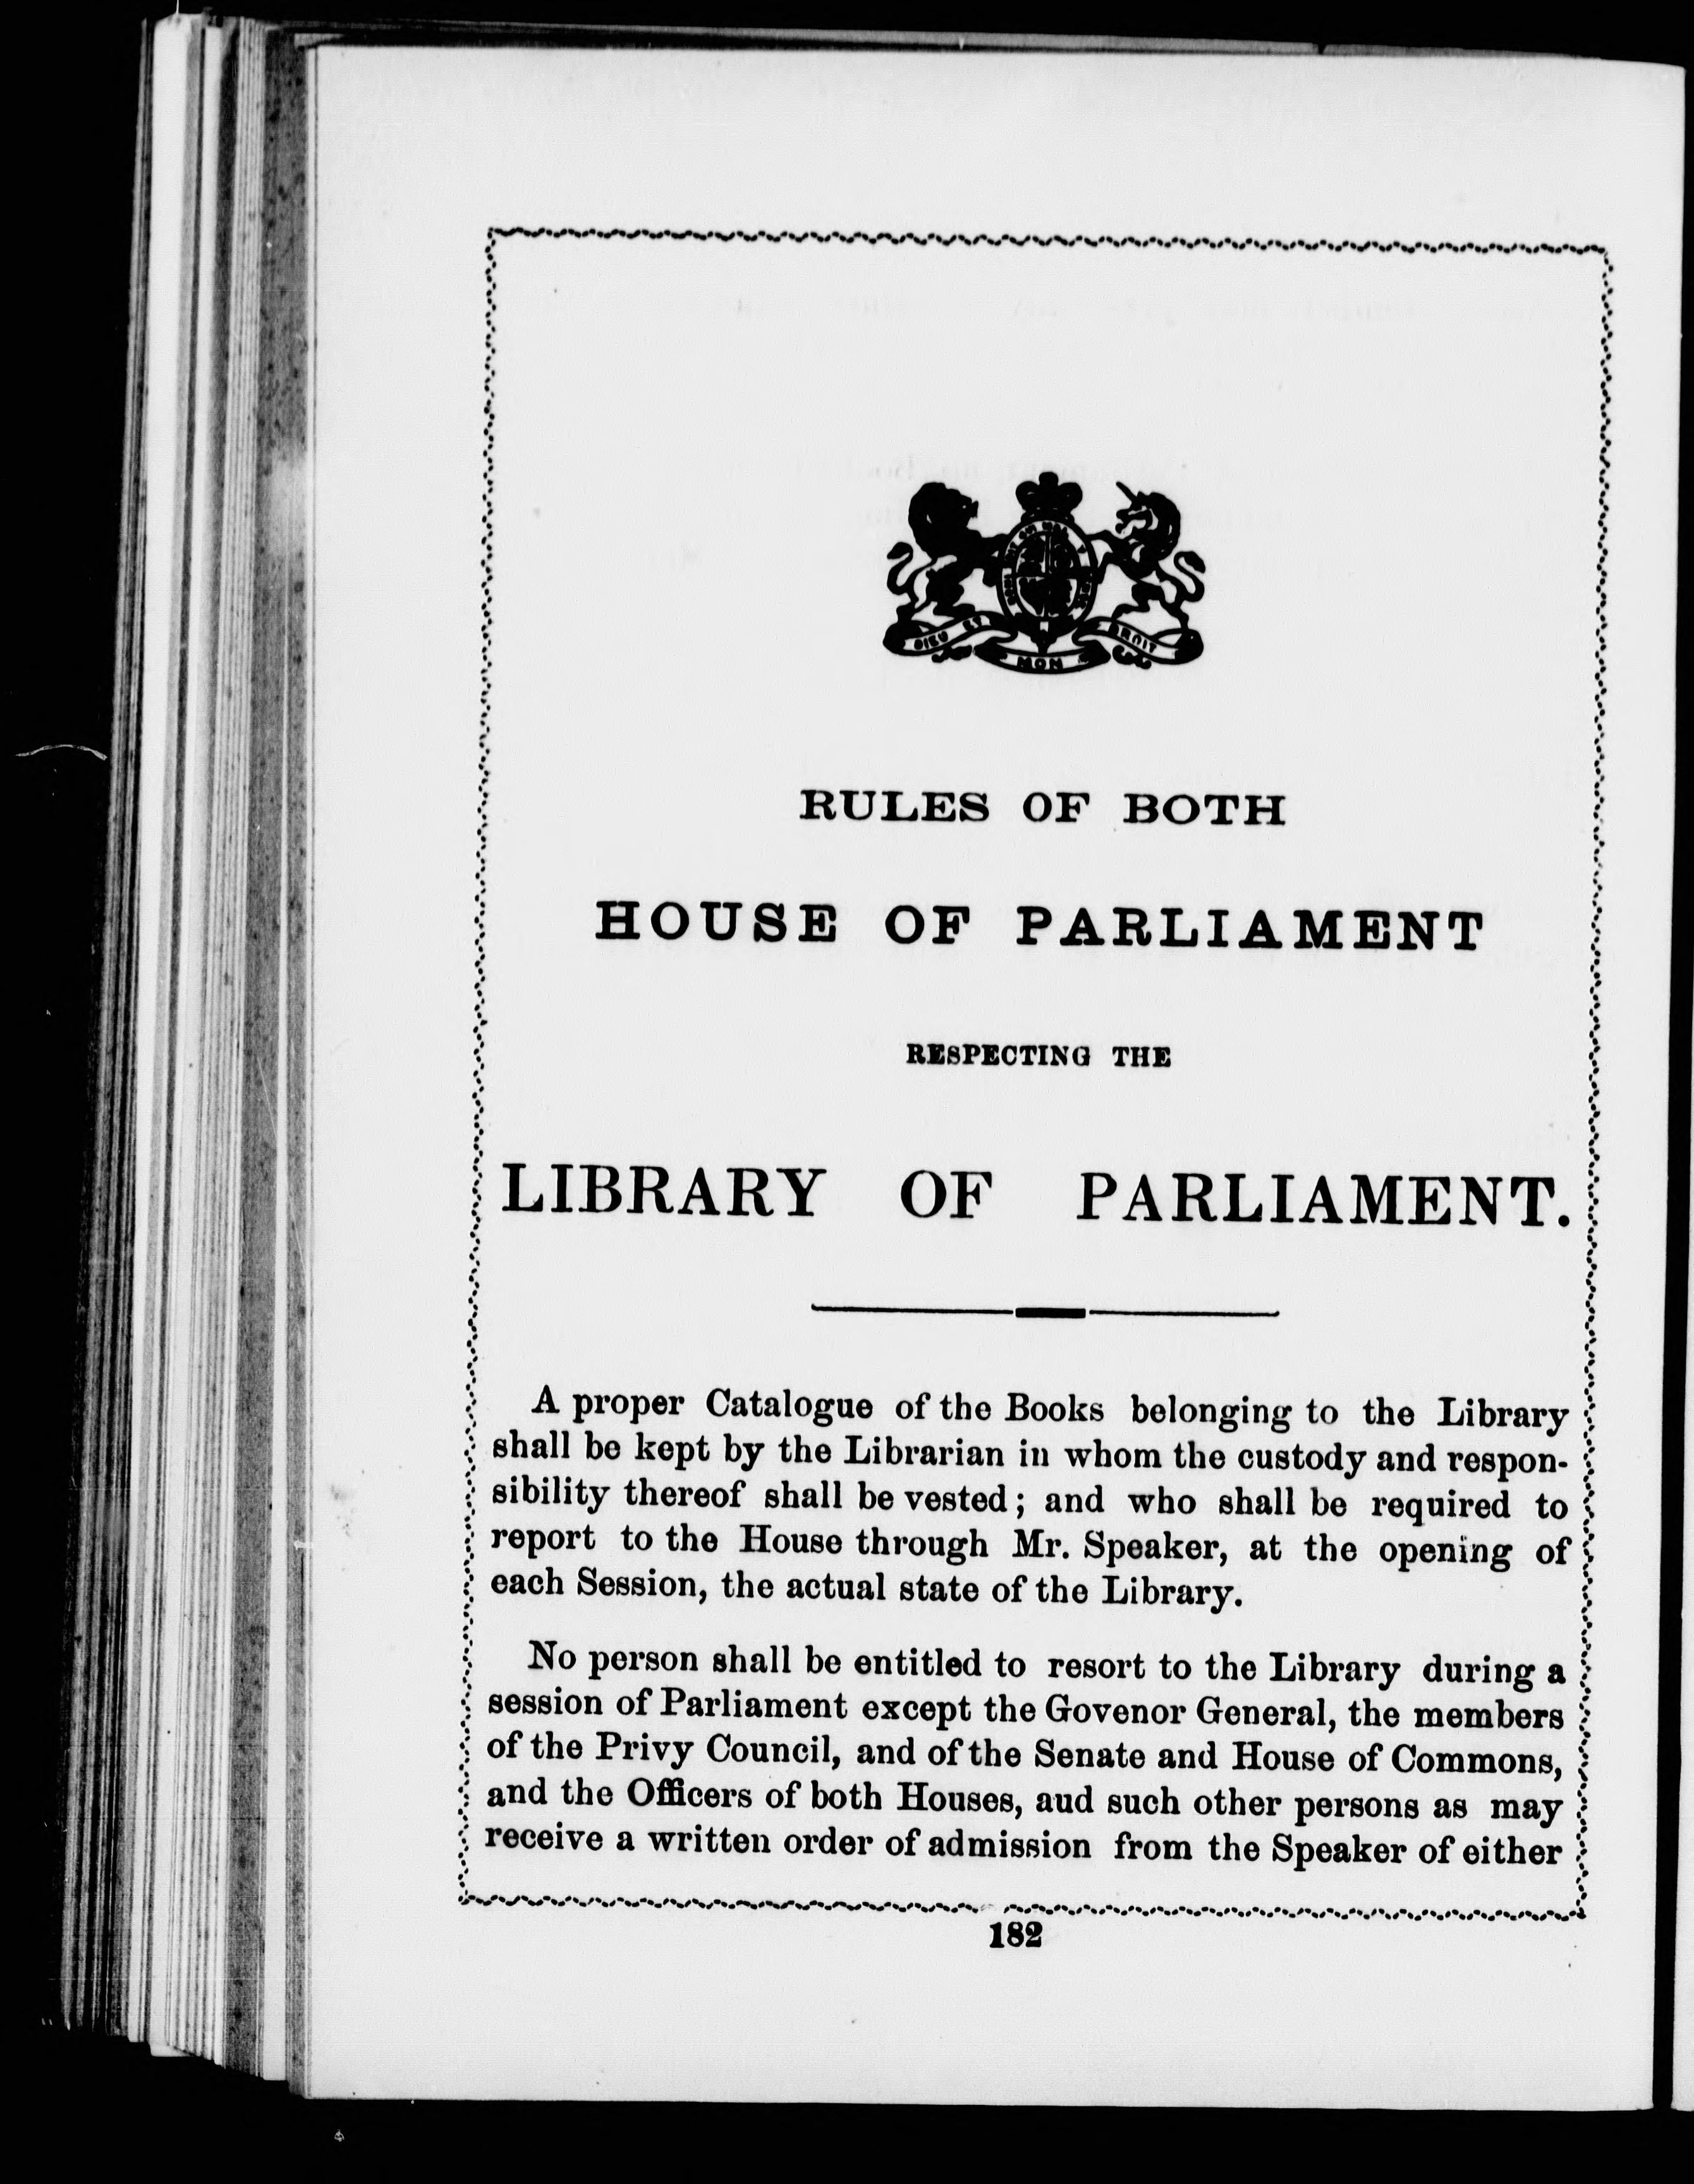 DIEU ET MON DROIT
RULES OF BOTH
HOUSE OF PARLIAMENT
RESPECTING THE
LIBRARY OF PARLIAMENT.
A proper Catalogue of the Books belonging to the Library
shall be kept by the Librarian in whom the custody and respon-
sibility thereof shall be vested; and who shall be required to
report to the House through Mr. Speaker, at the opening of
each Session, the actual state of the Library.
No person shall be entitled to resort to the Library during a
session of Parliament except the Govenor General, the members
of the Privy Council, and of the Senate and House of Commons,
and the Officers of both Houses, aud such other persons as may
receive a written order of admission from the Speaker of either
182